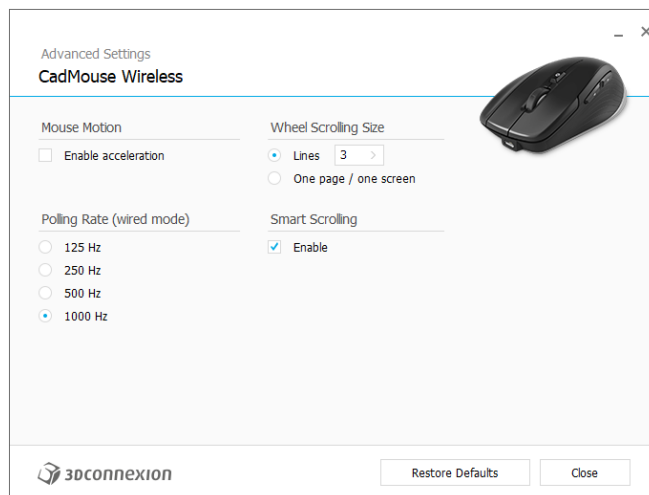 Advanced Settings
CadMouse Wireless
Mouse Motion
Enable acceleration
Wheel Scrolling Size
Lines 3
One page / one screen
Polling Rate (wired mode)
125 Hz
250 Hz
500 Hz
1000 Hz
Smart Scrolling
Enable
3Dconnexion
Restore Defaults
Close